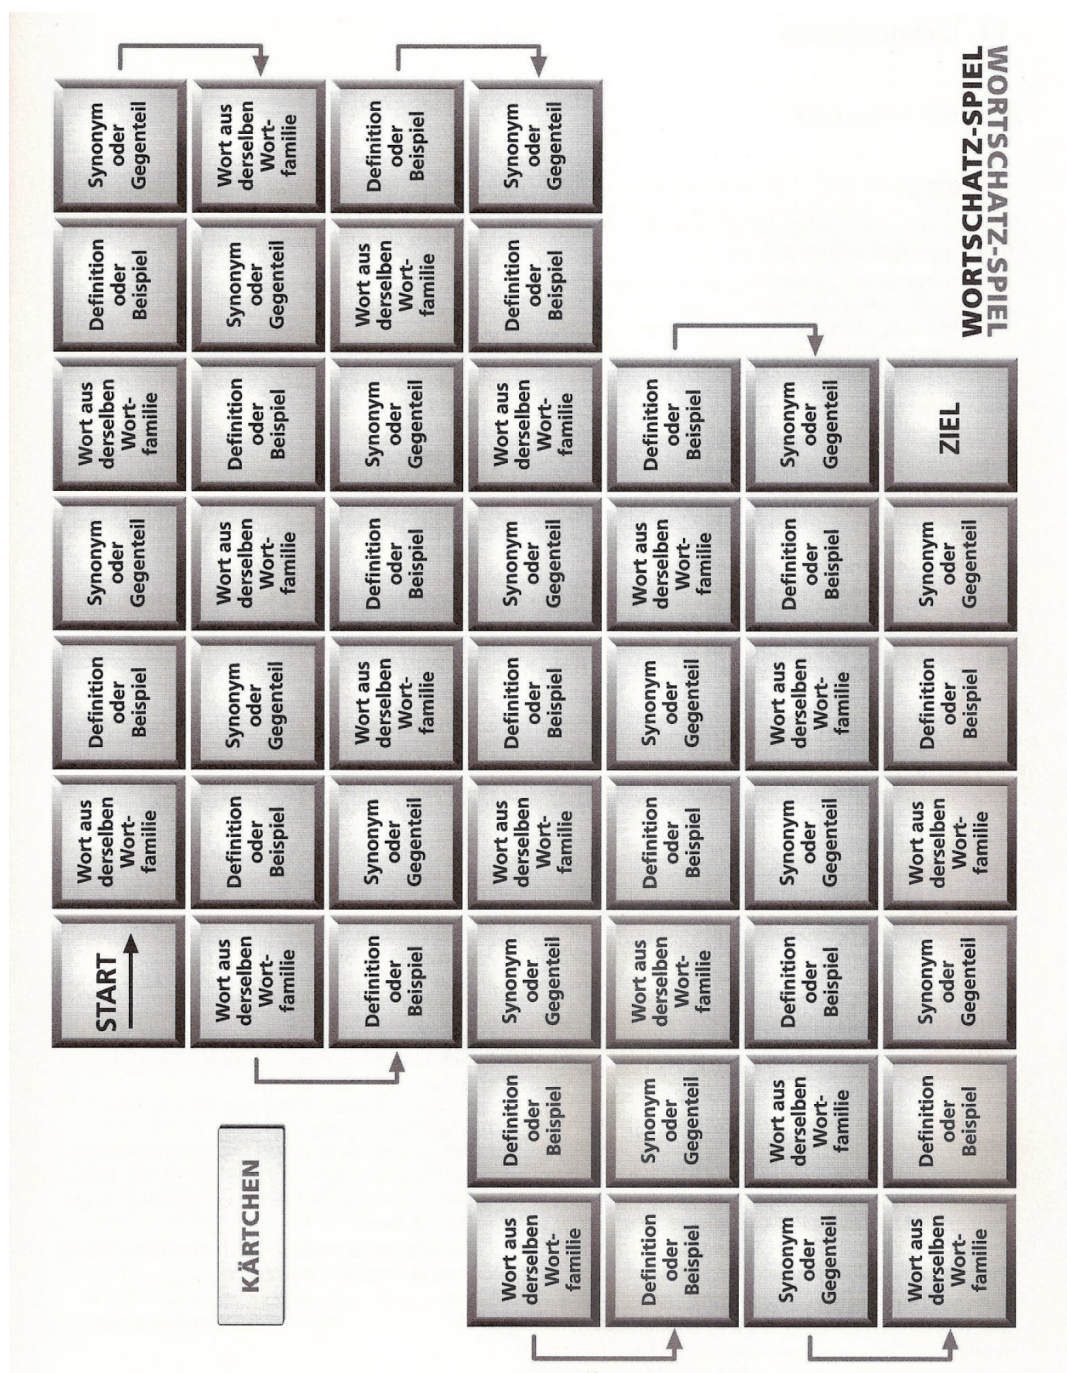 START
Wort aus
derselben
Wort-
familie
Definition
oder
Beispiel
Synonym
oder
Gegenteil
Wort aus
derselben
Wort-
familie
Definition
oder
Beispiel
Synonym
oder
Gegenteil
KÄRTCHEN
Wort aus
derselben
Wort-
familie
Definition
oder
Beispiel
Synonym
oder
Gegenteil
Wort aus
derselben
Wort-
familie
Definition
oder
Beispiel
Synonym
oder
Gegenteil
Wort aus
derselben
Wort-
familie
Definition
oder
Beispiel
Synonym
oder
Gegenteil
Wort aus
derselben
Wort-
familie
Definition
oder
Beispiel
Synonym
oder
Gegenteil
Wort aus
derselben
Wort-
familie
Definition
oder
Beispiel
Wort aus
derselben
Wort-
familie
Definition
oder
Beispiel
Synonym
oder
Gegenteil
Wort aus
derselben
Wort-
familie
Definition
oder
Beispiel
Synonym
oder
Gegenteil
Wort aus
derselben
Wort-
familie
Definition
oder
Beispiel
Synonym
oder
Gegenteil
Definition
oder
Beispiel
Synonym
oder
Gegenteil
Wort aus
derselben
Wort-
familie
Definition
oder
Beispiel
Synonym
oder
Gegenteil
Wort aus
derselben
Wort-
familie
Definition
oder
Beispiel
Synonym
oder
Gegenteil
Wort aus
derselben
Wort-
familie
Definition
oder
Beispiel
Synonym
oder
Gegenteil
Wort aus
derselben
Wort-
familie
Definition
oder
Beispiel
Synonym
oder
Gegenteil
Wort aus
derselben
Wort-
familie
Definition
oder
Beispiel
Synonym
oder
Gegenteil
Wort aus
derselben
Wort-
familie
Definition
oder
Beispiel
Synonym
oder
Gegenteil
ZIEL
WORTSCHATZ-SPIEL